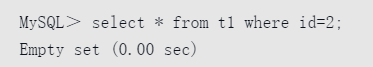 MySQL> select * from t1 where id=2;
Empty set (0.00 sec)